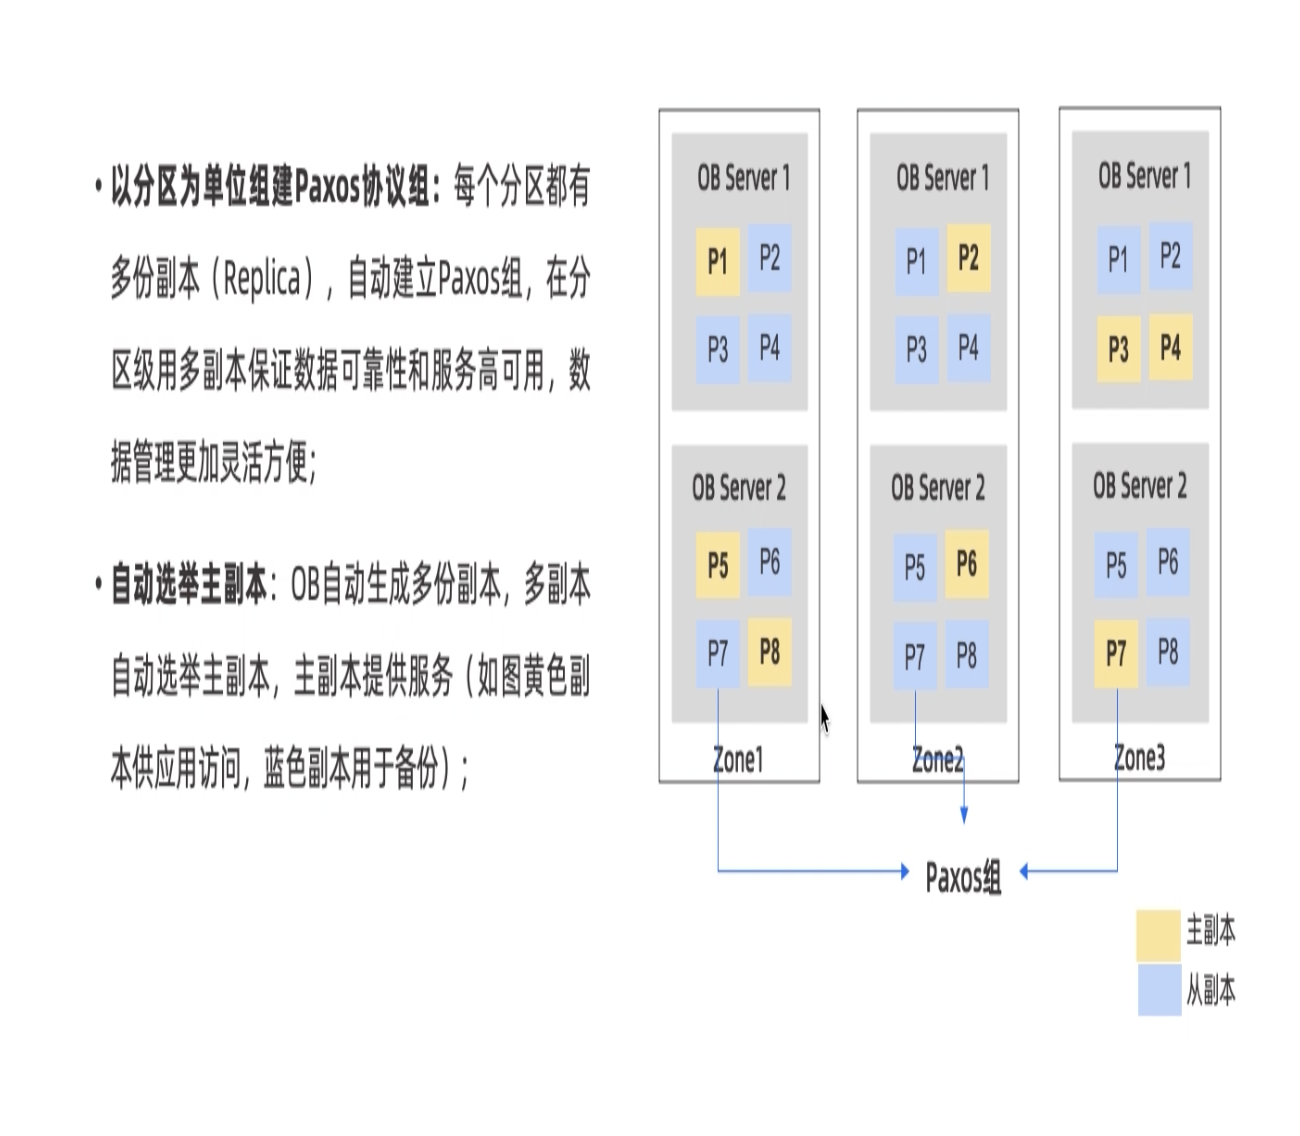 • 以分区为单位组建Paxos协议组：每个分区都有
多份副本（Replica），自动建立Paxos组，在分
区级用多副本保证数据可靠性和服务高可用，数
据管理更加灵活方便；
• 自动选举主副本：OB自动生成多份副本，多副本
自动选举主副本，主副本提供服务（如图黄色副
本供应用访问，蓝色副本用于备份）；
OB Server 1
P1 P2
P3 P4
OB Server 2
P5 P6
P7 P8
Zone1
OB Server 1
P1 P2
P3 P4
OB Server 2
P5 P6
P7 P8
Zone2
OB Server 1
P1 P2
P3 P4
OB Server 2
P5 P6
P7 P8
Zone3
Paxos组
主副本
从副本